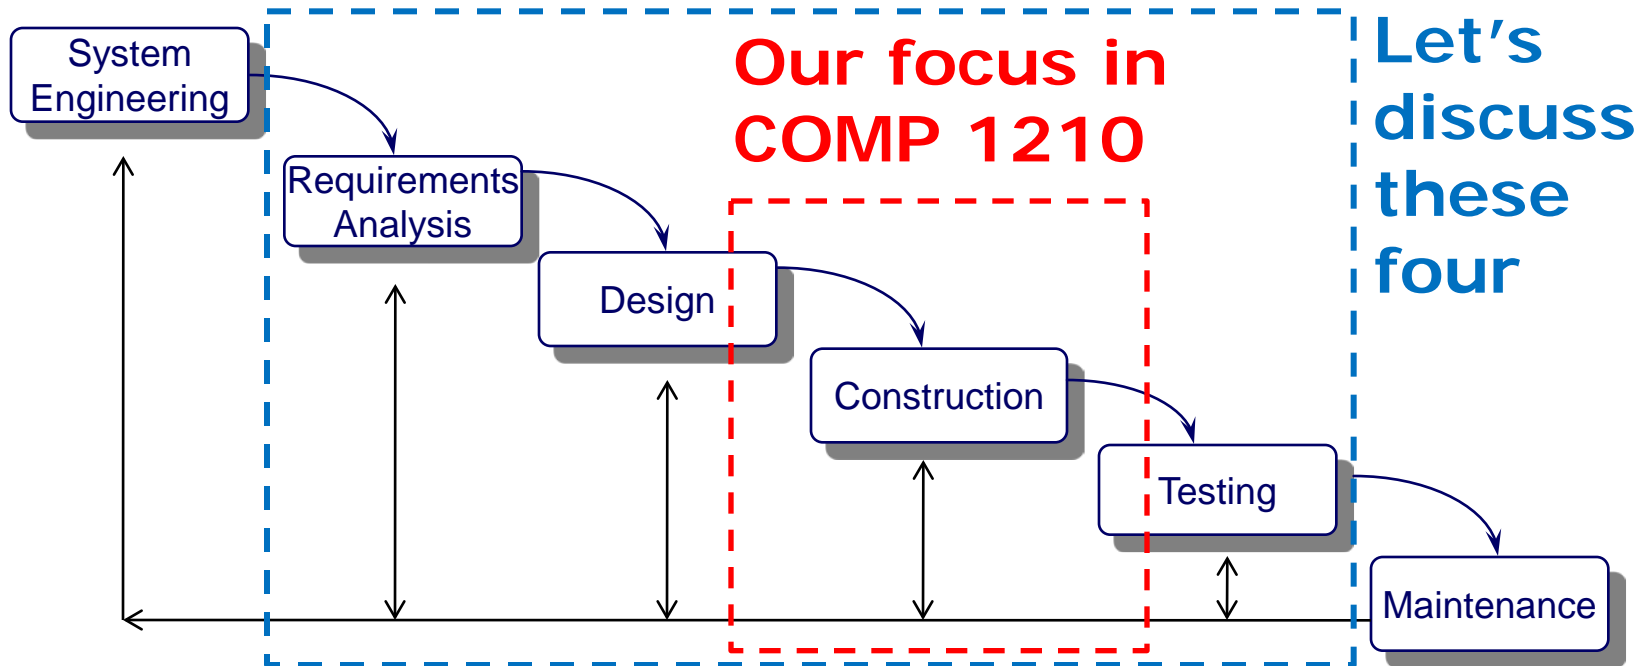 System
Engineering
Our focus in
COMP 1210
Let’s
discuss
these
four
Requirements
Analysis
Design
Construction
Testing
Maintenance